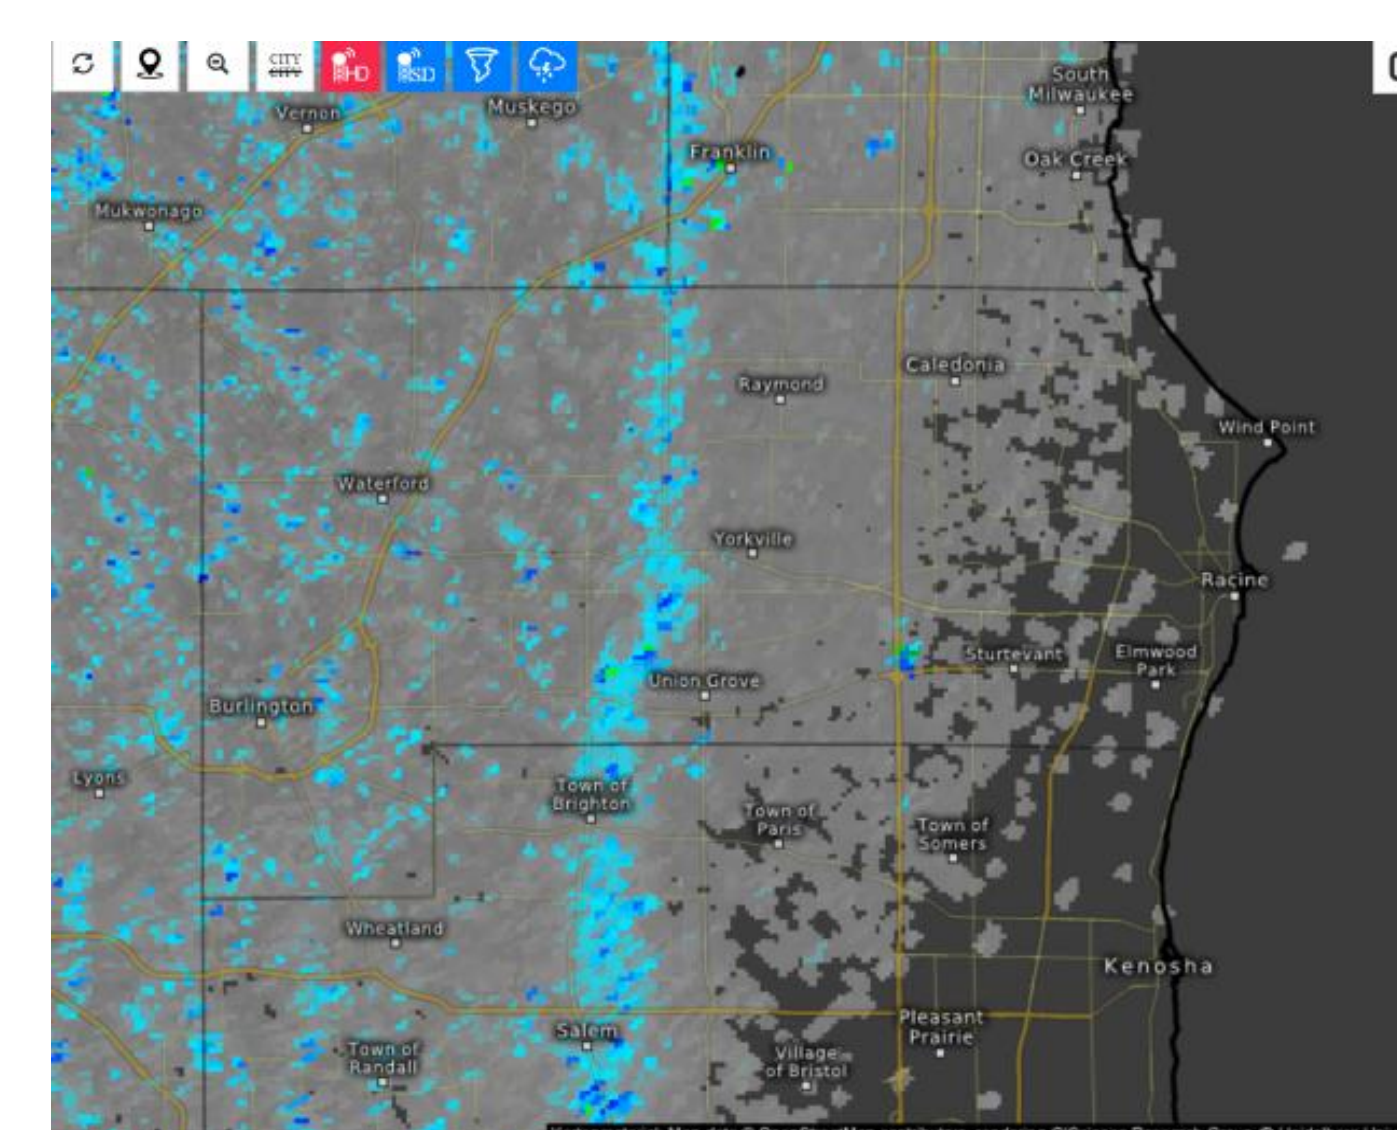 CITY
CITY
HD
SD
South
Milwaukee
Vernon
Muskego
Franklin
Oak Creek
Mukwonago
Caledonia
Raymond
Wind Point
Waterford
Yorkville
Racine
Sturtevant
Elmwood
Park
Union Grove
Burlington
Lyons
Town of
Brighton
Town of
Paris
Town of
Somers
Wheatland
Kenosha
Pleasant
Prairie
Salem
Town of
Randall
Village
of Bristol